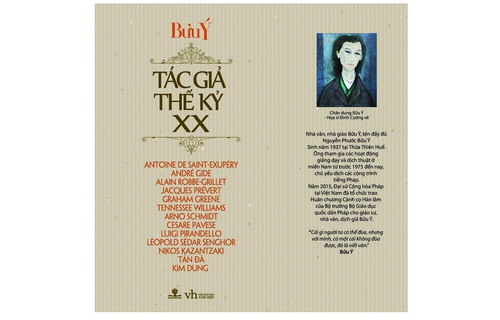 Bửu Ý
TÁC GIẢ
THẾ KỶ
XX
ANTOINE DE SAINT-EXUPÉRY
ANDRÉ GIDE
ALAIN ROBBE-GRILLET
JACQUES PRÉVERT
GRAHAM GREENE
TENNESSEE WILLIAMS
ARNO SCHMIDT
CESARE PAVESE
LUIGI PIRANDELLO
LÉOPOLD SÉDAR SENGHOR
NIKOS KAZANTZAKI
TẢN ĐÀ
KIM DUNG
vh
Chân dung Bửu Ý
- Họa sĩ Đinh Cường vẽ
Nhà văn, nhà giáo Bửu Ý, tên đầy đủ
Nguyễn Phước Bửu Ý
Sinh năm 1937 tại Thừa Thiên Huế.
Ông tham gia các hoạt động
giảng dạy và dịch thuật ở
miền Nam từ trước 1975 đến nay,
chủ yếu dịch các công trình
tiếng Pháp.
Năm 2015, Đại sứ Cộng hòa Pháp
tại Việt Nam đã tổ chức trao
Huân chương Cành cọ Hàn lâm
của Bộ trưởng Bộ Giáo dục
quốc dân Pháp cho giáo sư,
nhà văn, dịch giả Bửu Ý.
"Cái gì người ta có thể đùa, nhưng
với mình, có một cái không đùa
được, đó là viết văn."
Bửu Ý